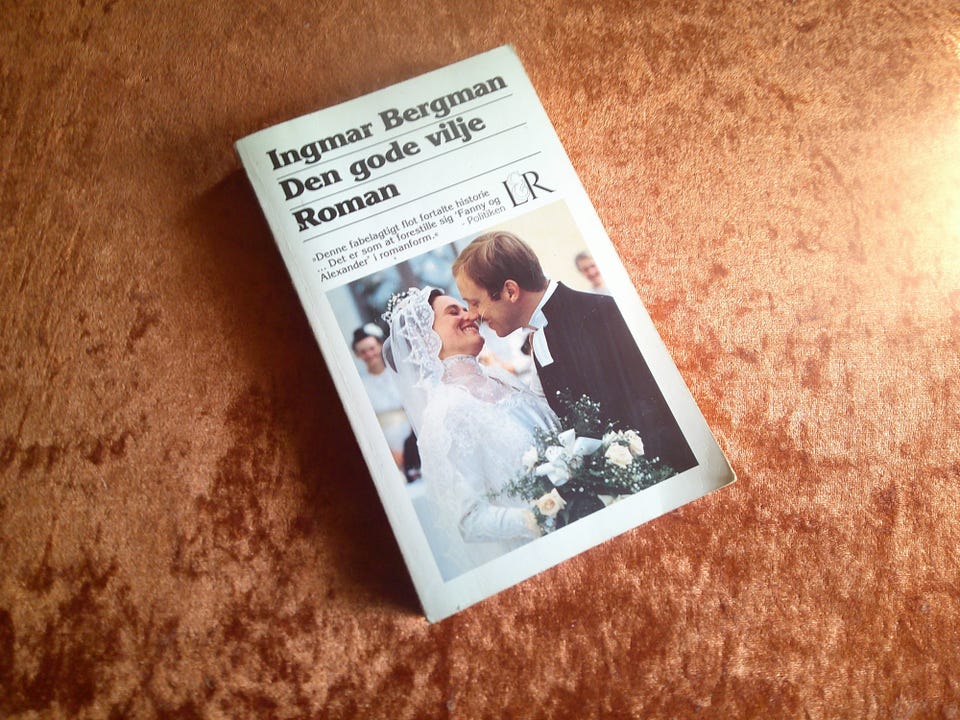 Ingmar Bergman
Den gode vilje
Roman
L&R
»Denne fabelagtigt flot fortalte historie
... Det er som at forestille sig 'Fanny og
Alexander' i romanform.«
- Politiken